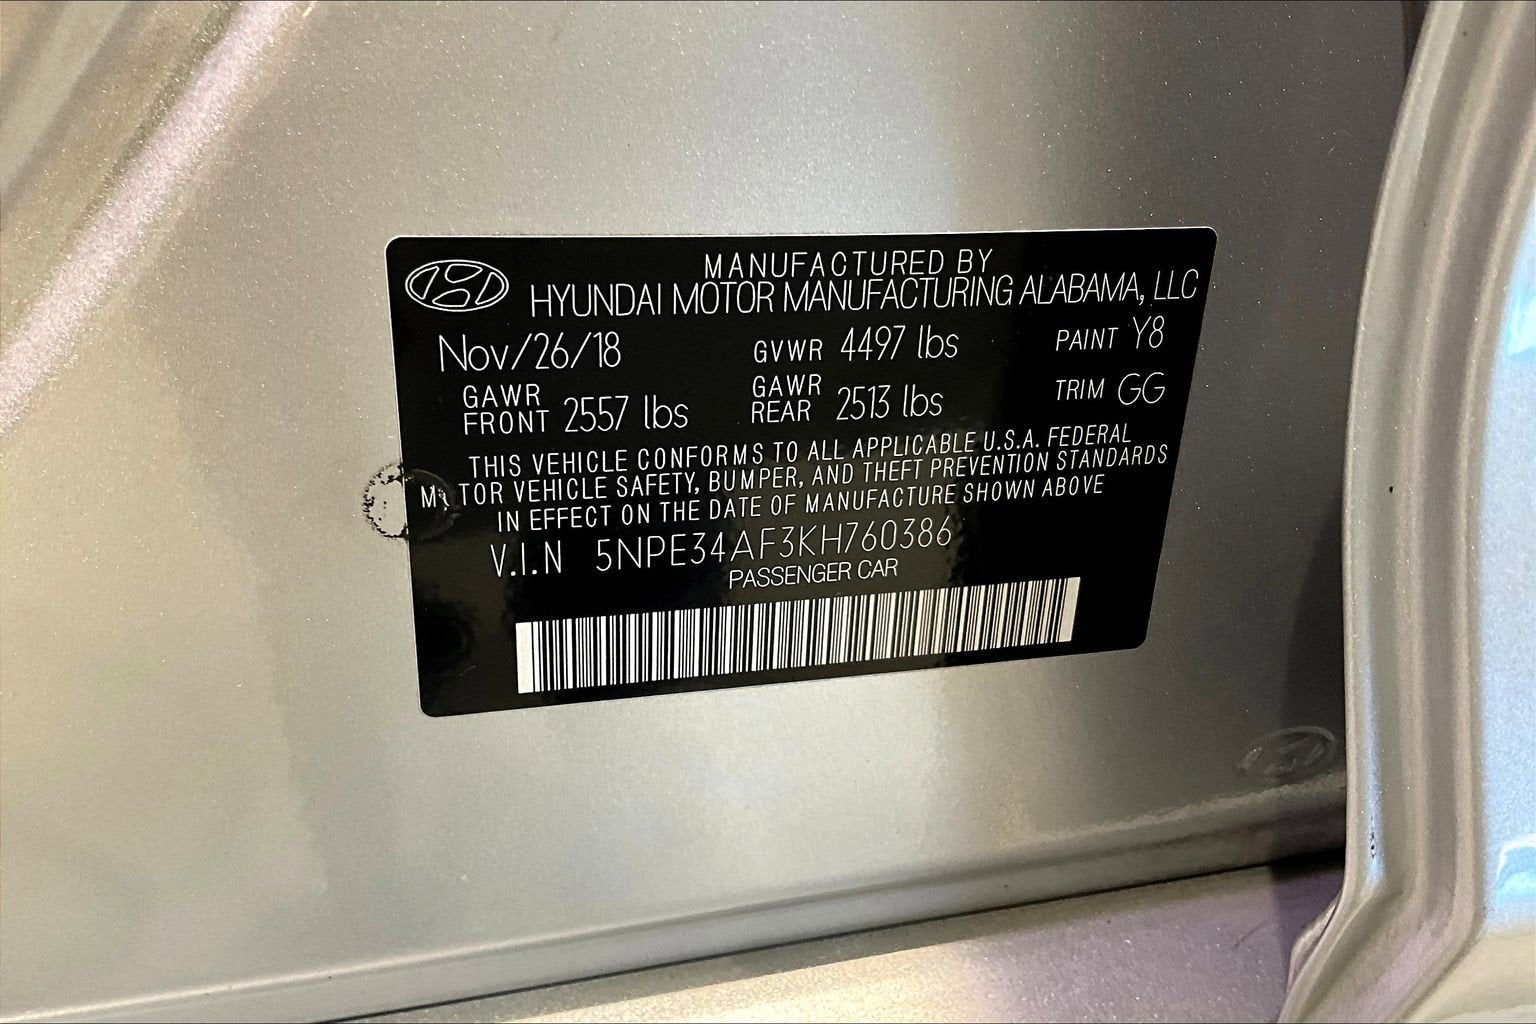 MANUFACTURED BY
HYUNDAI MOTOR MANUFACTURING ALABAMA, LLC
Nov/26/18 GVWR 4497 lbs PAINT Y8
GAWR FRONT 2557 lbs GAWR REAR 2513 lbs TRIM GG
THIS VEHICLE CONFORMS TO ALL APPLICABLE U.S.A. FEDERAL
MOTOR VEHICLE SAFETY, BUMPER, AND THEFT PREVENTION STANDARDS
IN EFFECT ON THE DATE OF MANUFACTURE SHOWN ABOVE
V.I.N 5NPE34AF3KH760386
PASSENGER CAR